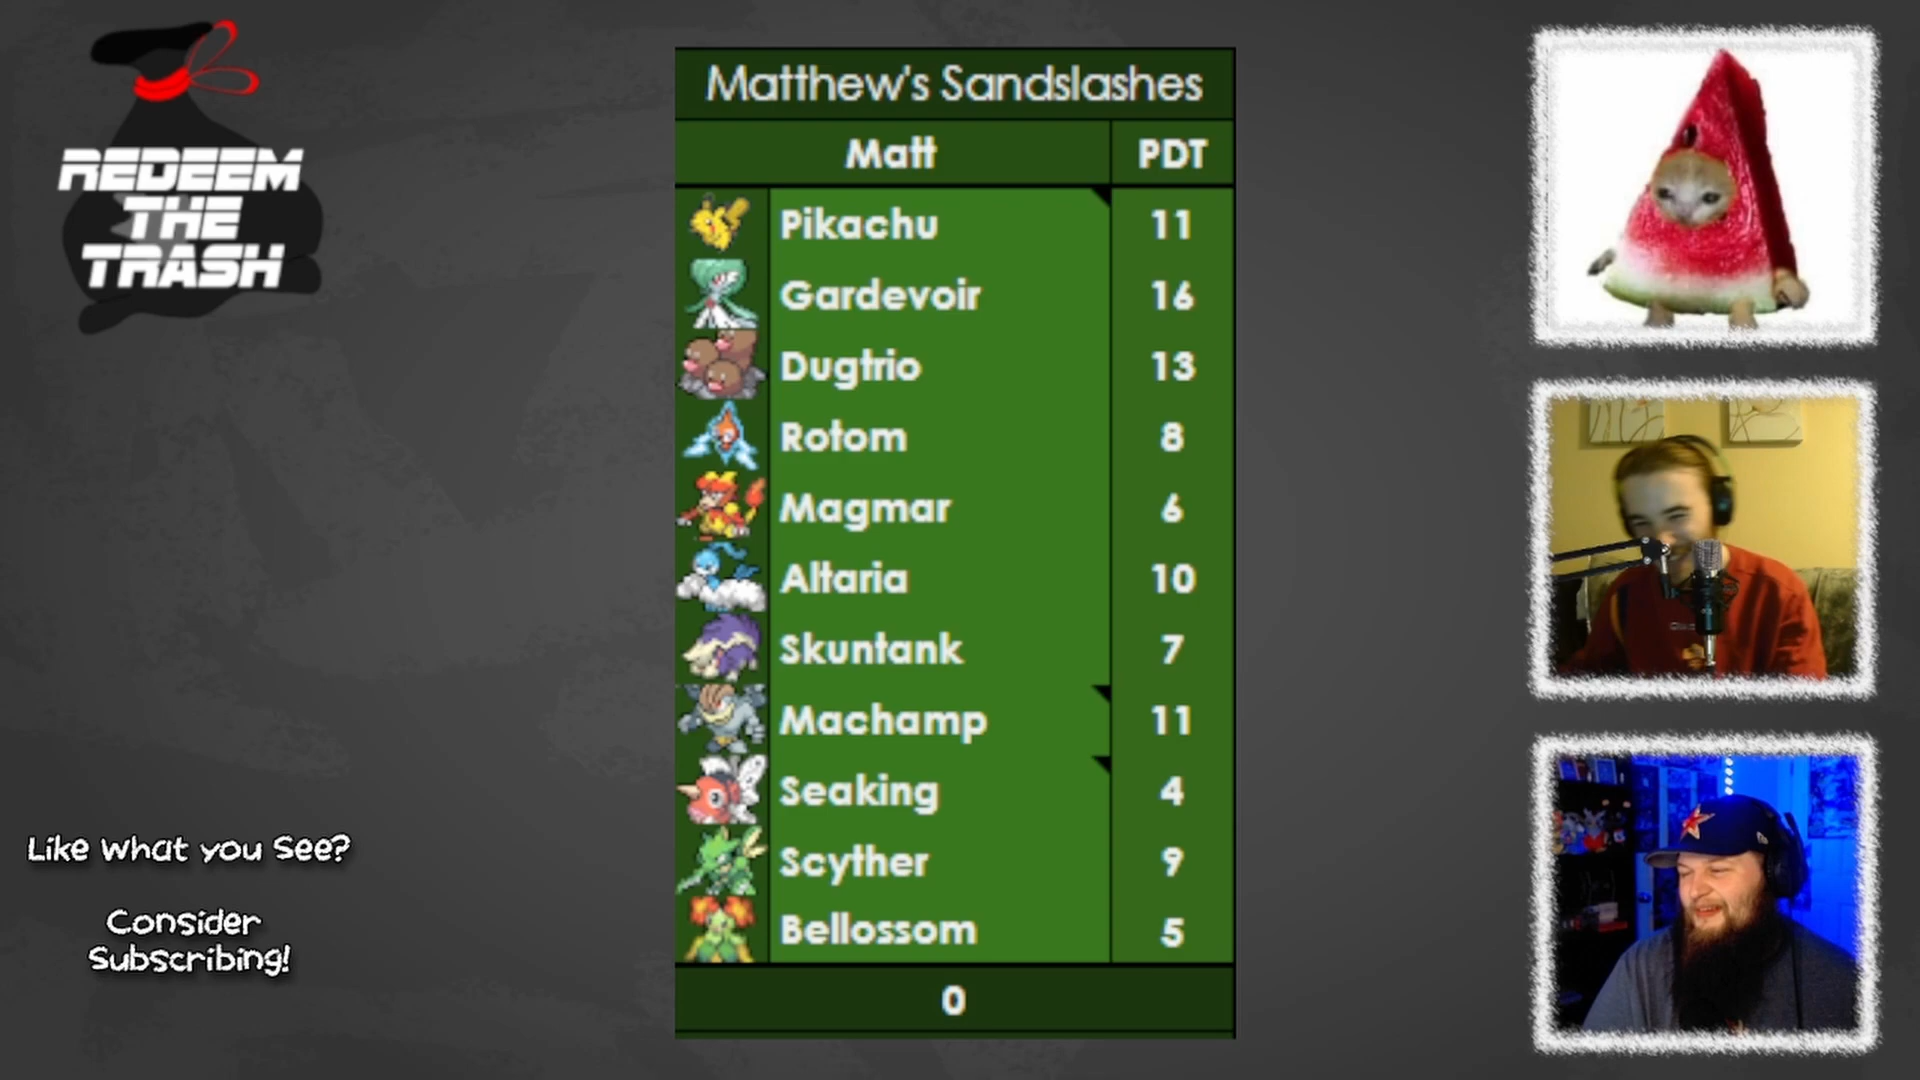 REDEEM
THE
TRASH
Like what you See?
Consider
Subscribing!
Matthew's Sandslashes
Matt PDT
Pikachu 11
Gardevoir 16
Dugtrio 13
Rotom 8
Magmar 6
Altaria 10
Skuntank 7
Machamp 11
Seaking 4
Scyther 9
Bellossom 5
0